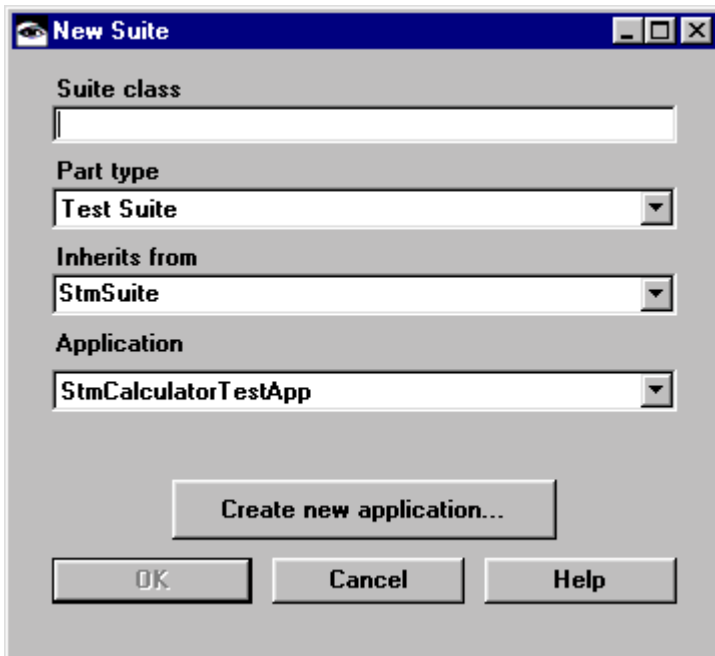 New Suite
Suite class
Part type
Test Suite
Inherits from
StmSuite
Application
StmCalculatorTestApp
Create new application...
OK Cancel Help